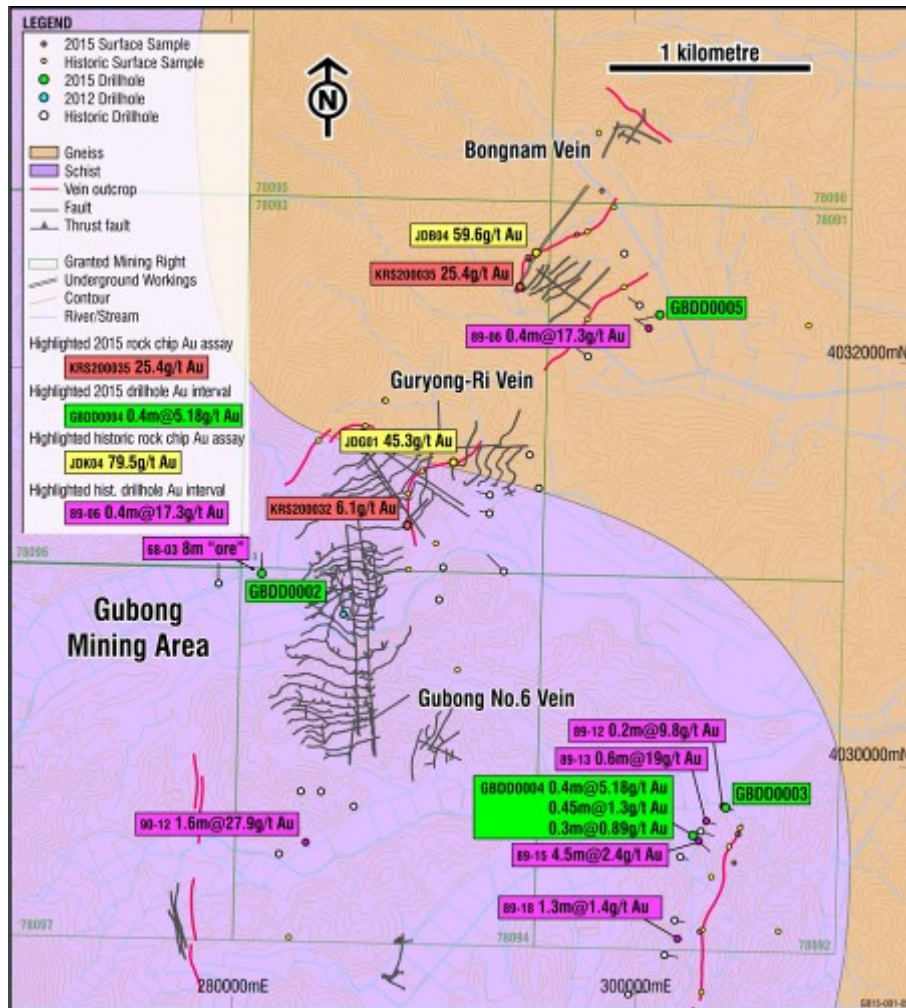 LEGEND
2015 Surface Sample
Historic Surface Sample
2015 Drillhole
2012 Drillhole
Historic Drillhole
Gneiss
Schist
Vein outcrop
Fault
Thrust fault
Granted Mining Right
Underground Workings
Contour
River/Stream
Highlighted 2015 rock chip Au assay
KRS200035 25.4g/t Au
Highlighted 2015 drillhole Au interval
GBDD0004 0.4m@5.18g/t Au
Highlighted historic rock chip Au assay
JDK04 79.5g/t Au
Highlighted hist. drillhole Au interval
89-06 0.4m@17.3g/t Au
N
1 kilometre
Bongnam Vein
78095
78093
78090
78091
JDB04 59.6g/t Au
KRS200035 25.4g/t Au
GBDD0005
89-06 0.4m@17.3g/t Au
4032000mN
Guryong-Ri Vein
JDG01 45.3g/t Au
KRS200032 6.1g/t Au
68-03 8m "ore"
78096
GBDD0002
Gubong
Mining Area
Gubong No.6 Vein
89-12 0.2m@9.8g/t Au
89-13 0.6m@19g/t Au
4030000mN
GBDD0004 0.4m@5.18g/t Au
0.45m@1.3g/t Au
0.3m@0.89g/t Au
GBDD0003
90-12 1.6m@27.9g/t Au
89-15 4.5m@2.4g/t Au
89-18 1.3m@1.4g/t Au
78097
78094
78092
280000mE
300000mE